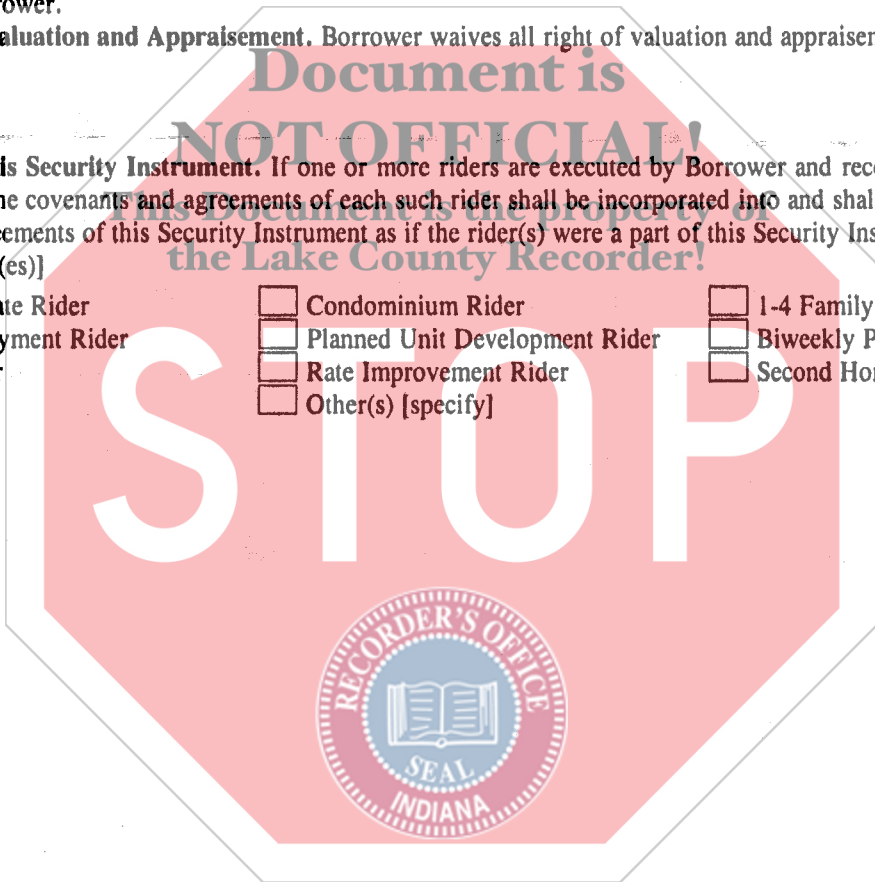 ower.
aluation and Appraisement. Borrower waives all right of valuation and appraisem
Document is
NOT OFFICIAL!
is Security Instrument. If one or more riders are executed by Borrower and reco
ne covenants and agreements of each such rider shall be incorporated into and shal
This Document is the property of
ements of this Security Instrument as if the rider(s) were a part of this Security Ins
the Lake County Recorder!
(es)]
te Rider Condominium Rider 1-4 Family
yment Rider Planned Unit Development Rider Biweekly P
r Rate Improvement Rider Second Ho
Other(s) [specify]
STOP
RECORDER'S OFFICE
SEAL
INDIANA